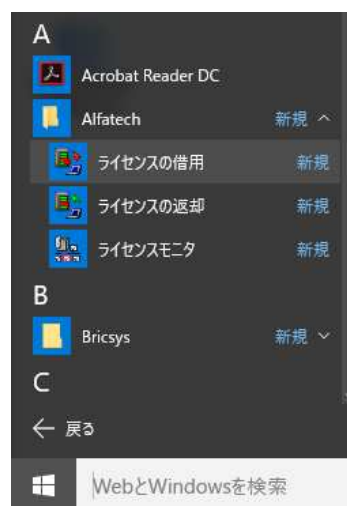 A
Acrobat Reader DC
Alfatech 新規
ライセンスの借用 新規
ライセンスの返却 新規
ライセンスモニタ 新規
B
Bricsys 新規
C
戻る
WebとWindowsを検索